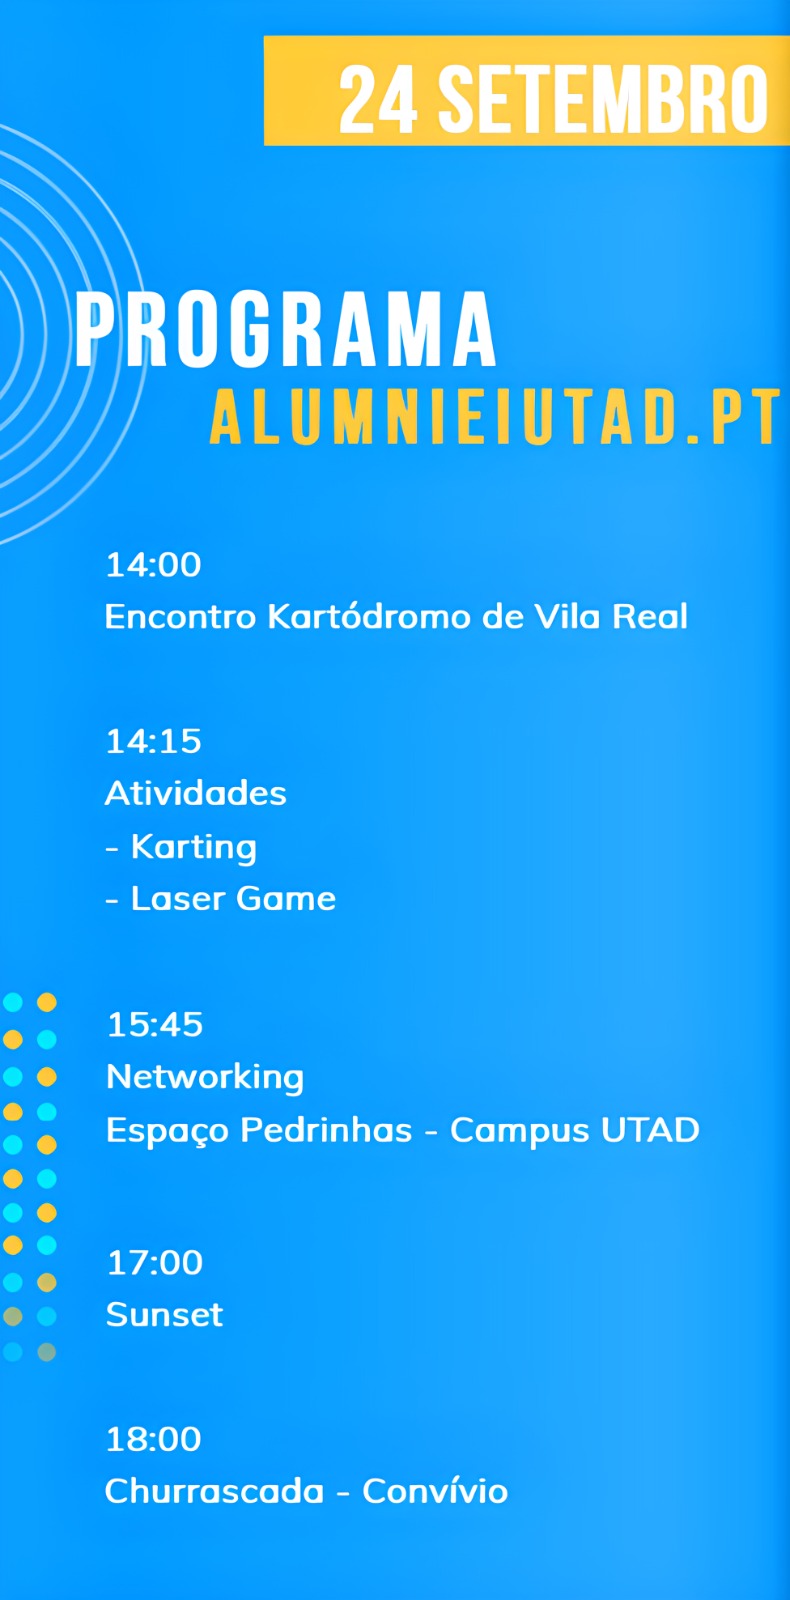 24 SETEMBRO
PROGRAMA
ALUMNIEIUTAD.PT
14:00
Encontro Kartódromo de Vila Real
14:15
Atividades
- Karting
- Laser Game
15:45
Networking
Espaço Pedrinhas - Campus UTAD
17:00
Sunset
18:00
Churrascada - Convívio